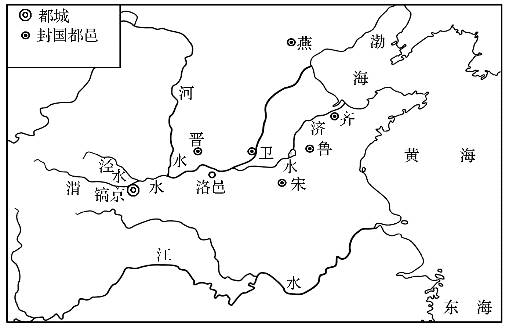 都城
封国都邑
燕
渤
海
河
水
晋
卫
济
水
齐
鲁
黄 海
泾
水
渭 水
镐京
洛邑
宋
江 水
东 海